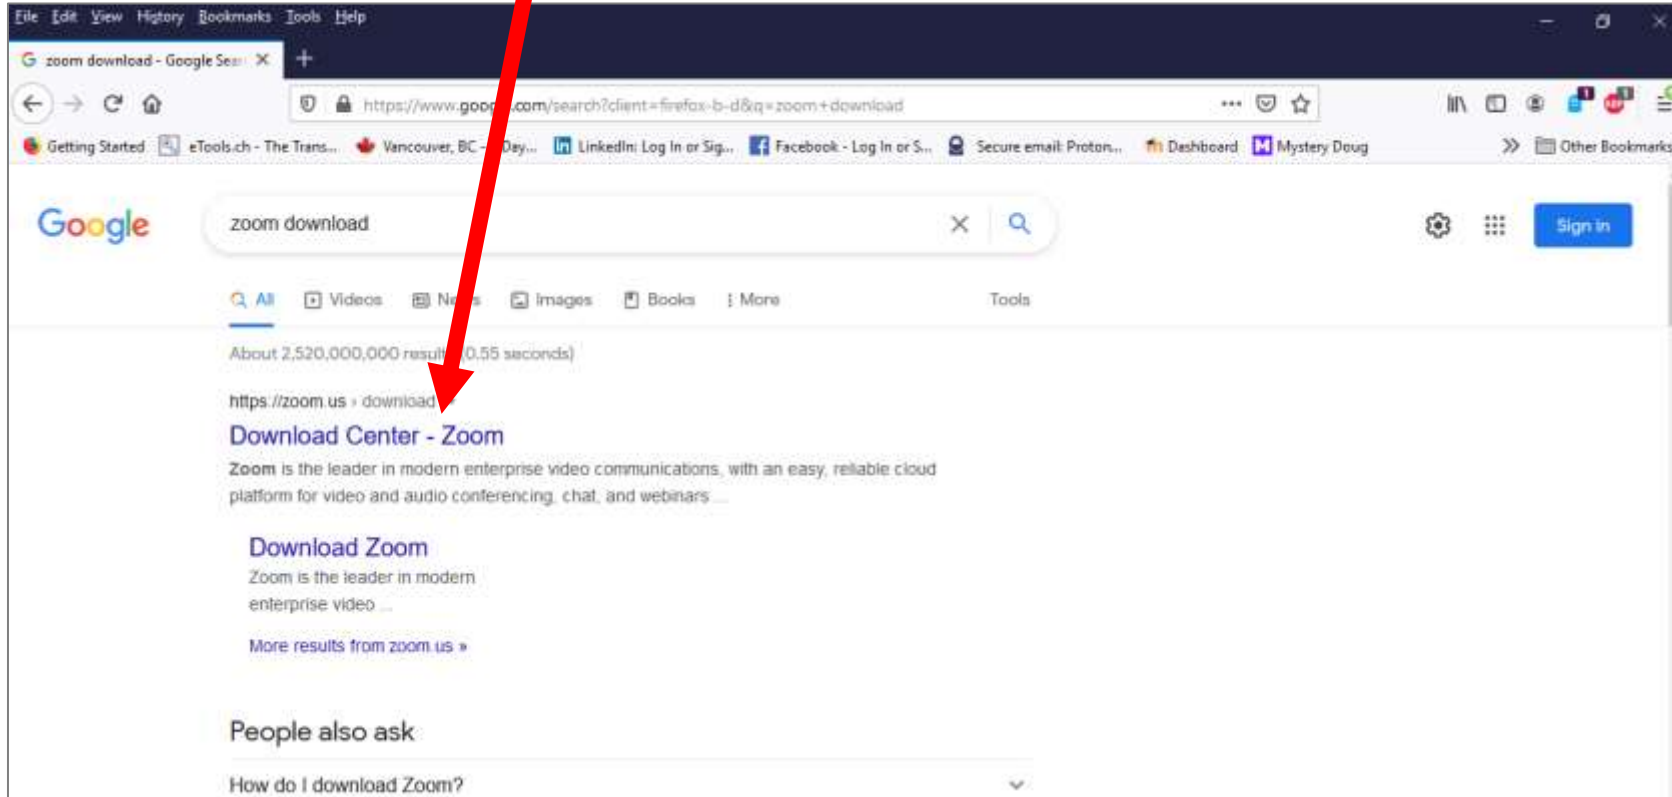 File Edit View History Bookmarks Tools Help
zoom download - Google Sear
https://www.google.com/search?client=firefox-b-d&q=zoom+download
Getting Started eTools.ch - The Trans... Vancouver, BC - Day... LinkedIn: Log In or Sig... Facebook - Log In or S... Secure email: Proton... Dashboard Mystery Doug Other Bookmarks
Google zoom download Sign in
All Videos News Images Books More Tools
About 2,520,000,000 results (0.55 seconds)
https://zoom.us › download
Download Center - Zoom
Zoom is the leader in modern enterprise video communications, with an easy, reliable cloud
platform for video and audio conferencing, chat, and webinars ...
Download Zoom
Zoom is the leader in modern
enterprise video ...
More results from zoom.us »
People also ask
How do I download Zoom?